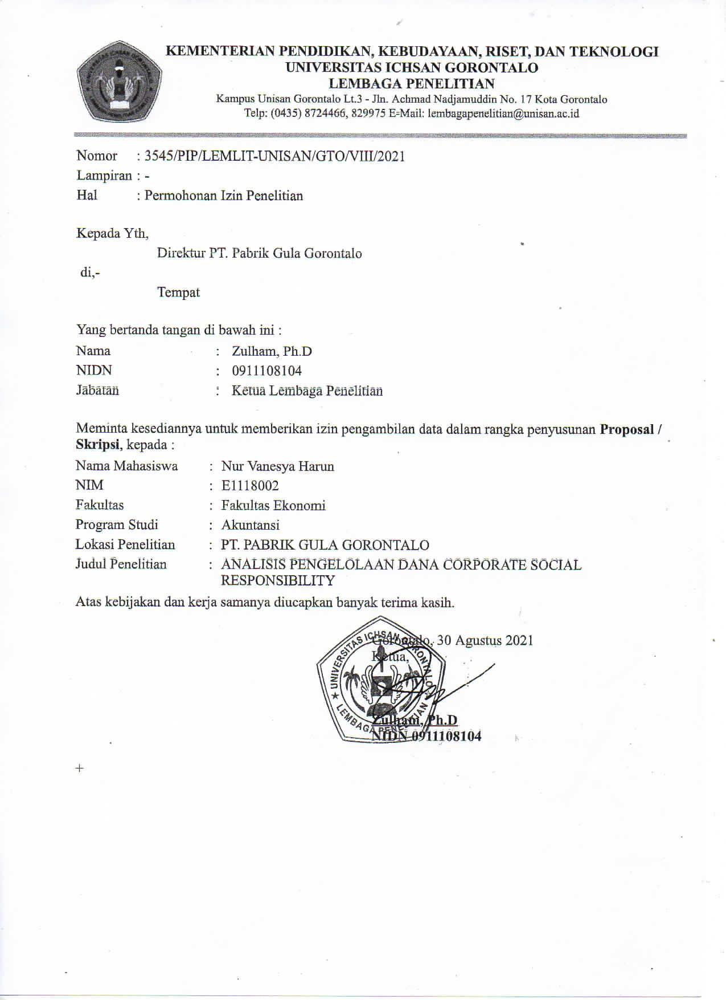 KEMENTERIAN PENDIDIKAN, KEBUDAYAAN, RISET, DAN TEKNOLOGI
UNIVERSITAS ICHSAN GORONTALO
LEMBAGA PENELITIAN
Kampus Unisan Gorontalo Lt.3 - Jln. Achmad Nadjamuddin No. 17 Kota Gorontalo
Telp: (0435) 8724466, 829975 E-Mail: lembagapenelitian@unisan.ac.id
Nomor : 3545/PIP/LEMLIT-UNISAN/GTO/VIII/2021
Lampiran : -
Hal : Permohonan Izin Penelitian
Kepada Yth,
Direktur PT. Pabrik Gula Gorontalo
di,-
Tempat
Yang bertanda tangan di bawah ini :
Nama : Zulham, Ph.D
NIDN : 0911108104
Jabatan : Ketua Lembaga Penelitian
Meminta kesediannya untuk memberikan izin pengambilan data dalam rangka penyusunan Proposal /
Skripsi, kepada :
Nama Mahasiswa : Nur Vanesya Harun
NIM : E1118002
Fakultas : Fakultas Ekonomi
Program Studi : Akuntansi
Lokasi Penelitian : PT. PABRIK GULA GORONTALO
Judul Penelitian : ANALISIS PENGELOLAAN DANA CORPORATE SOCIAL
RESPONSIBILITY
Atas kebijakan dan kerja samanya diucapkan banyak terima kasih.
Gorontalo, 30 Agustus 2021
Ketua,
UNIVERSITAS ICHSAN GORONTALO
LEMBAGA PENELITIAN
Zulham, Ph.D
NIDN 0911108104
+